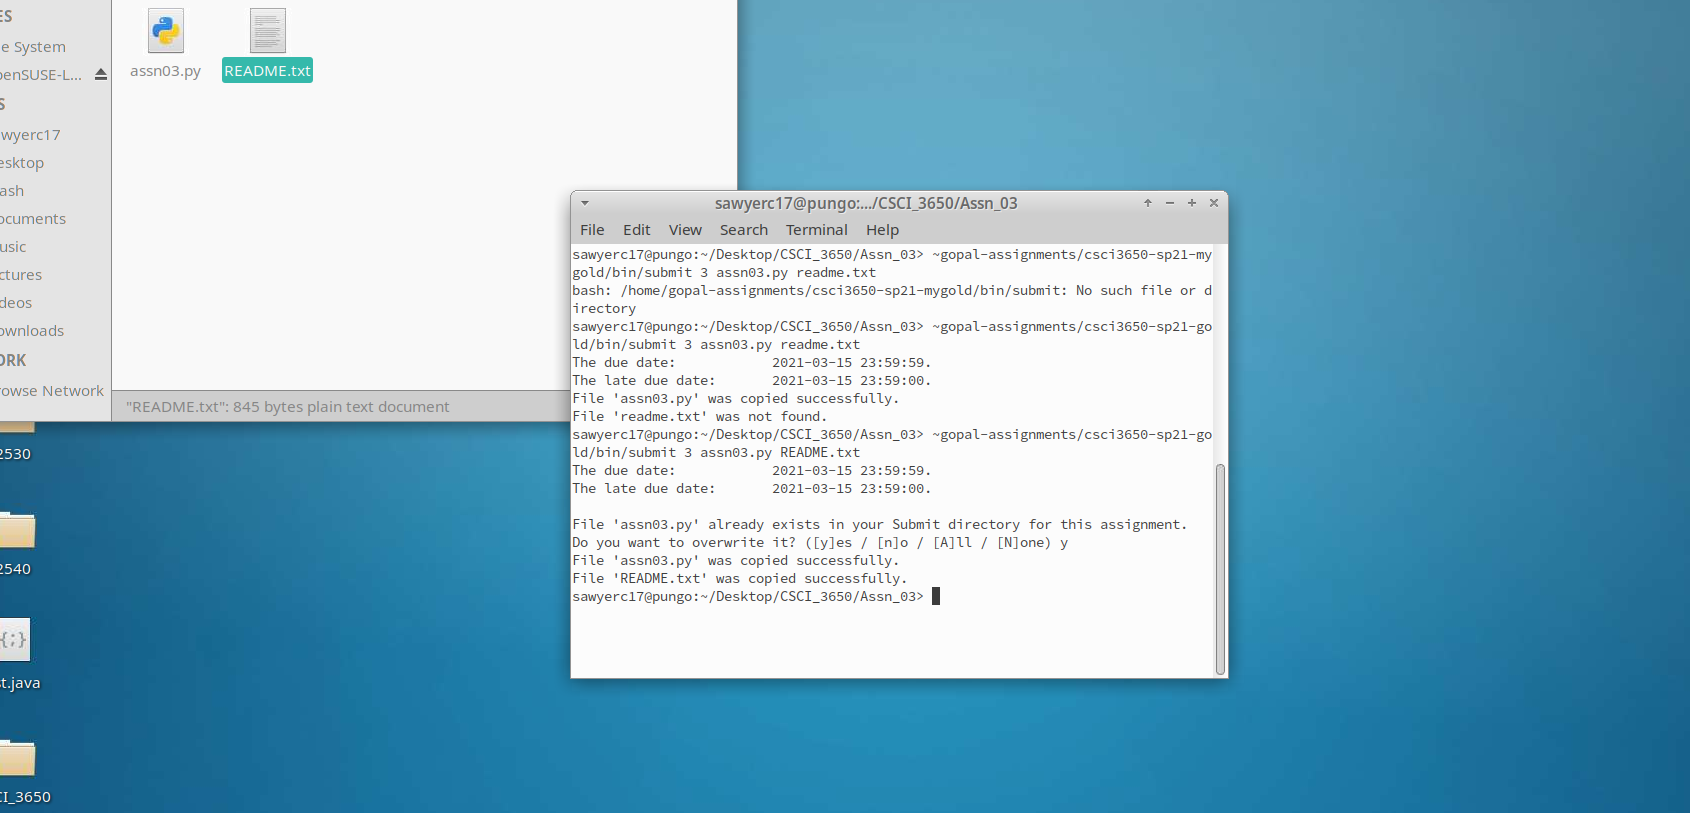 ES
e System
penSUSE-L...
S
wyerc17
esktop
ash
ocuments
usic
ctures
deos
ownloads
ORK
rowse Network
assn03.py
README.txt
"README.txt": 845 bytes plain text document
2530
2540
{;}
t.java
CI_3650
sawyerc17@pungo:.../CSCI_3650/Assn_03
File Edit View Search Terminal Help
sawyerc17@pungo:~/Desktop/CSCI_3650/Assn_03> ~gopal-assignments/csci3650-sp21-my
gold/bin/submit 3 assn03.py readme.txt
bash: /home/gopal-assignments/csci3650-sp21-mygold/bin/submit: No such file or d
irectory
sawyerc17@pungo:~/Desktop/CSCI_3650/Assn_03> ~gopal-assignments/csci3650-sp21-go
ld/bin/submit 3 assn03.py readme.txt
The due date: 2021-03-15 23:59:59.
The late due date: 2021-03-15 23:59:00.
File 'assn03.py' was copied successfully.
File 'readme.txt' was not found.
sawyerc17@pungo:~/Desktop/CSCI_3650/Assn_03> ~gopal-assignments/csci3650-sp21-go
ld/bin/submit 3 assn03.py README.txt
The due date: 2021-03-15 23:59:59.
The late due date: 2021-03-15 23:59:00.
File 'assn03.py' already exists in your Submit directory for this assignment.
Do you want to overwrite it? ([y]es / [n]o / [A]ll / [N]one) y
File 'assn03.py' was copied successfully.
File 'README.txt' was copied successfully.
sawyerc17@pungo:~/Desktop/CSCI_3650/Assn_03>